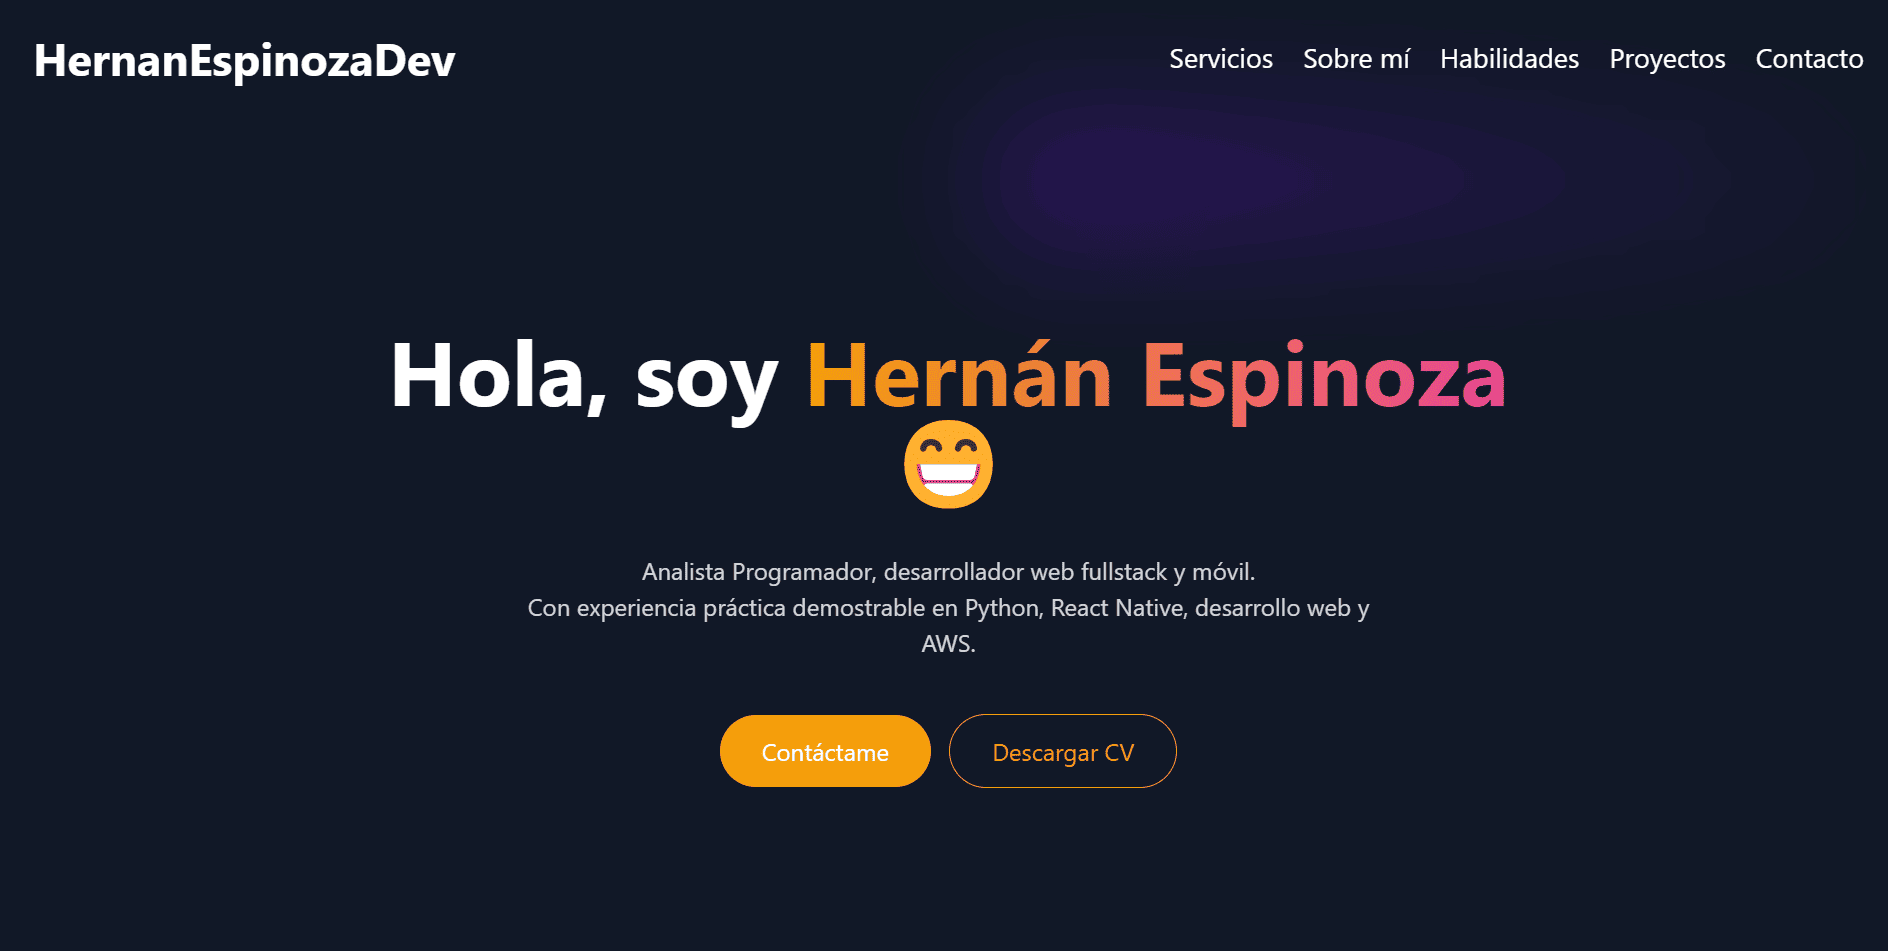 HernanEspinozaDev
Servicios Sobre mí Habilidades Proyectos Contacto
Hola, soy Hernán Espinoza
Analista Programador, desarrollador web fullstack y móvil.
Con experiencia práctica demostrable en Python, React Native, desarrollo web y
AWS.
Contáctame
Descargar CV